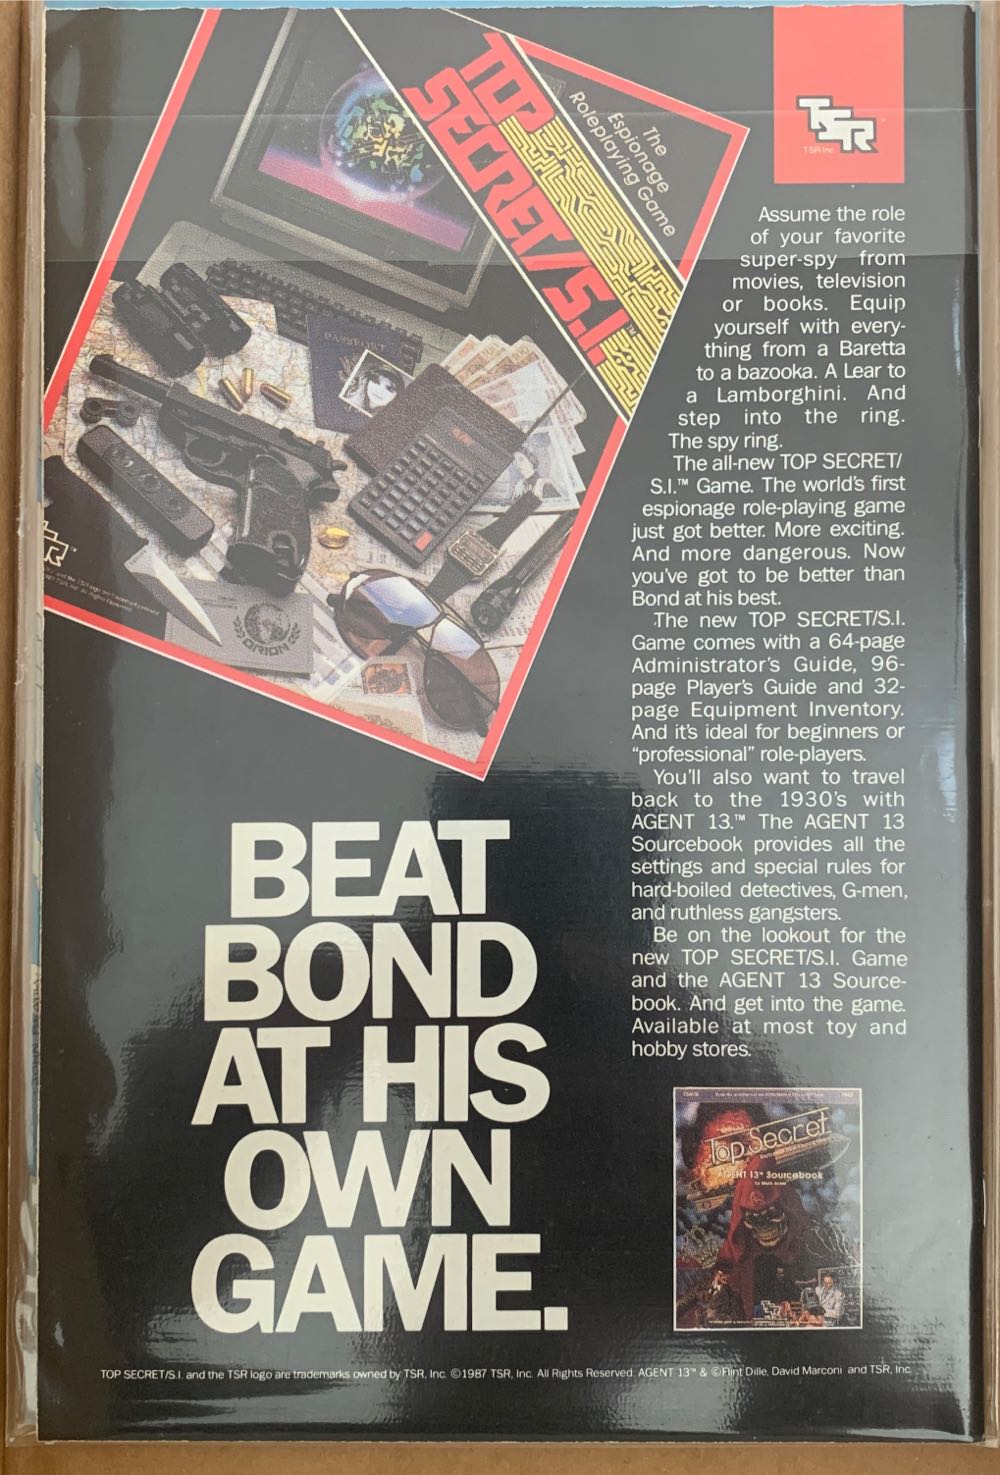 TOP
SECRET/S.I.™
The
Espionage
Roleplaying Game
ORION
TSR
TSR Inc.
Assume the role
of your favorite
super-spy from
movies, television
or books. Equip
yourself with every-
thing from a Baretta
to a bazooka. A Lear to
a Lamborghini. And
step into the ring.
The spy ring.
The all-new TOP SECRET/
S.I.™ Game. The world's first
espionage role-playing game
just got better. More exciting.
And more dangerous. Now
you've got to be better than
Bond at his best.
The new TOP SECRET/S.I.
Game comes with a 64-page
Administrator's Guide, 96-
page Player's Guide and 32-
page Equipment Inventory.
And it's ideal for beginners or
“professional” role-players.
You'll also want to travel
back to the 1930's with
AGENT 13.™ The AGENT 13
Sourcebook provides all the
settings and special rules for
hard-boiled detectives, G-men,
and ruthless gangsters.
Be on the lookout for the
new TOP SECRET/S.I. Game
and the AGENT 13 Source-
book. And get into the game.
Available at most toy and
hobby stores.
BEAT
BOND
AT HIS
OWN
GAME.
Top Secret
AGENT 13™ Sourcebook
TSR
TOP SECRET/S.I. and the TSR logo are trademarks owned by TSR, Inc. ©1987 TSR, Inc. All Rights Reserved. AGENT 13™ & ©Flint Dille, David Marconi and TSR, Inc.